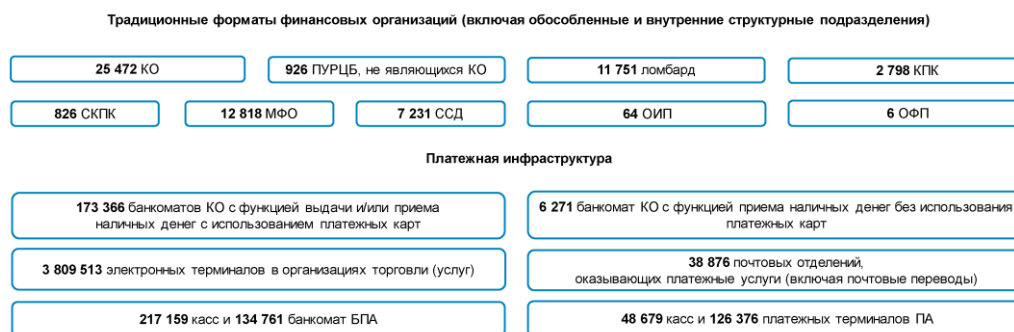 Традиционные форматы финансовых организаций (включая обособленные и внутренние структурные подразделения)
25 472 КО
926 ПУРЦБ, не являющихся КО
11 751 ломбард
2 798 КПК
826 СКПК
12 818 МФО
7 231 ССД
64 ОИП
6 ОФП
Платежная инфраструктура
173 366 банкоматов КО с функцией выдачи и/или приема
наличных денег с использованием платежных карт
6 271 банкомат КО с функцией приема наличных денег без использования
платежных карт
3 809 513 электронных терминалов в организациях торговли (услуг)
38 876 почтовых отделений,
оказывающих платежные услуги (включая почтовые переводы)
217 159 касс и 134 761 банкомат БПА
48 679 касс и 126 376 платежных терминалов ПА